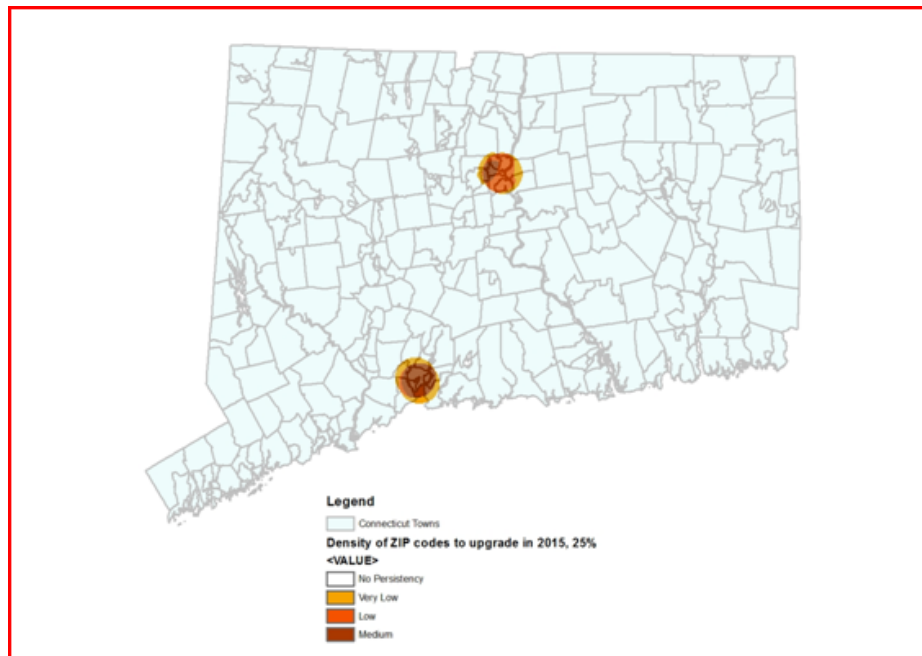 Legend
Connecticut Towns
Density of ZIP codes to upgrade in 2015, 25%
<VALUE>
No Persistency
Very Low
Low
Medium